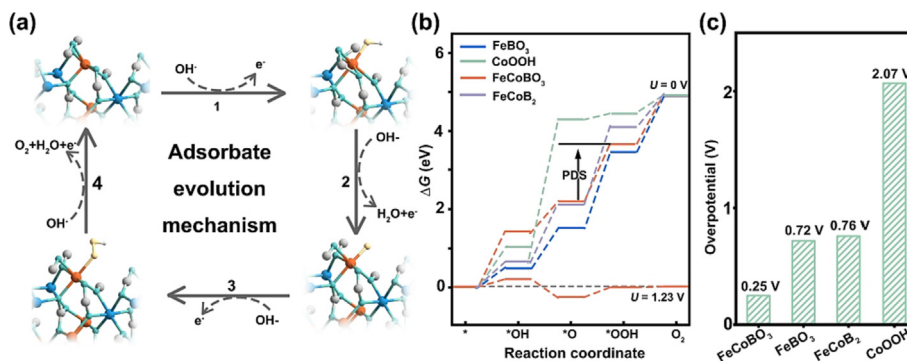 (a)
OH⁻
e⁻
1
O₂+H₂O+e⁻
4
OH⁻
Adsorbate
evolution
mechanism
OH-
2
H₂O+e⁻
3
e⁻
OH-
(b)
ΔG (eV)
6
4
2
0
FeBO₃
CoOOH
FeCoBO₃
FeCoB₂
U = 0 V
PDS
U = 1.23 V
*
*OH
*O
*OOH
O₂
Reaction coordinate
(c)
Overpotential (V)
2
1
0
0.25 V
0.72 V
0.76 V
2.07 V
FeCoBO₃
FeBO₃
FeCoB₂
CoOOH